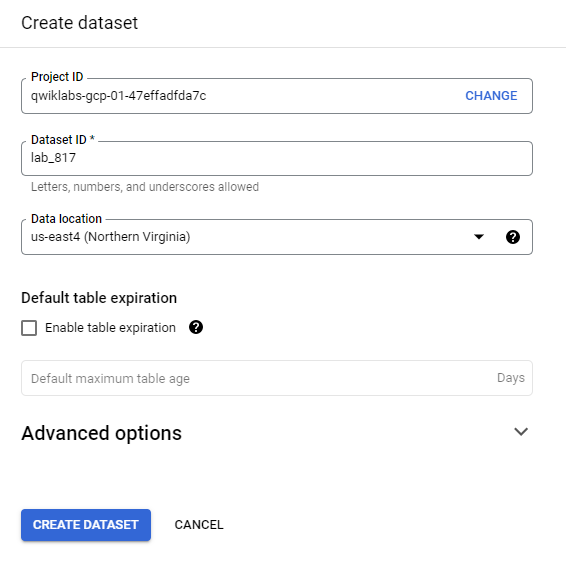 Create dataset
Project ID
qwiklabs-gcp-01-47effadfda7c
CHANGE
Dataset ID *
lab_817
Letters, numbers, and underscores allowed
Data location
us-east4 (Northern Virginia)
?
Default table expiration
Enable table expiration ?
Default maximum table age Days
Advanced options
CREATE DATASET CANCEL